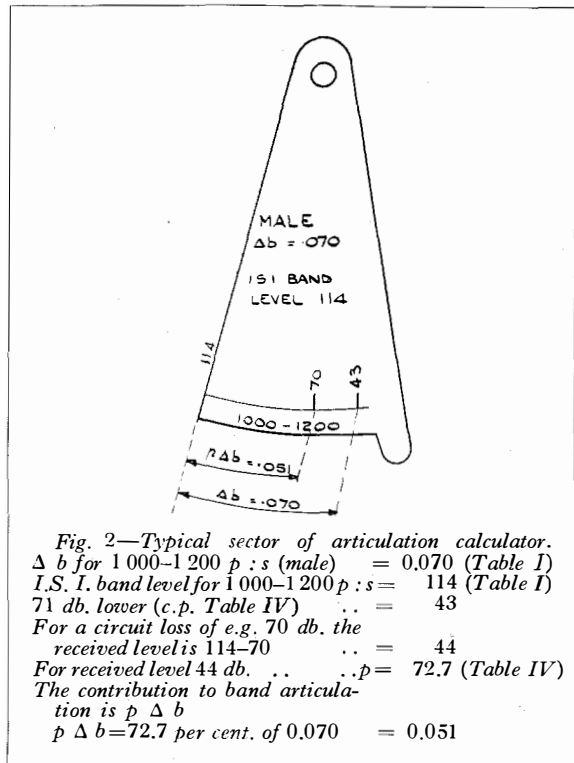 MALE
Δb = ·070
ISI BAND
LEVEL 114
114
70
43
1000-1200
pΔb = ·051
Δb = ·070
Fig. 2—Typical sector of articulation calculator.
Δ b for 1 000–1 200 p : s (male) = 0.070 (Table I)
I.S. I. band level for 1 000–1 200 p : s = 114 (Table I)
71 db. lower (c.p. Table IV) .. = 43
For a circuit loss of e.g. 70 db. the
received level is 114–70 .. = 44
For received level 44 db. .. ..p= 72.7 (Table IV)
The contribution to band articula-
tion is p Δ b
p Δ b=72.7 per cent. of 0.070 = 0.051